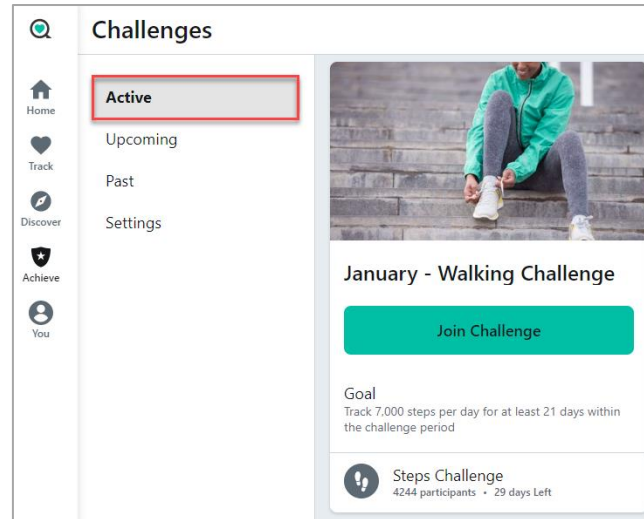 Challenges
Home
Track
Discover
Achieve
You
Active
Upcoming
Past
Settings
January - Walking Challenge
Join Challenge
Goal
Track 7,000 steps per day for at least 21 days within
the challenge period
Steps Challenge
4244 participants • 29 days Left